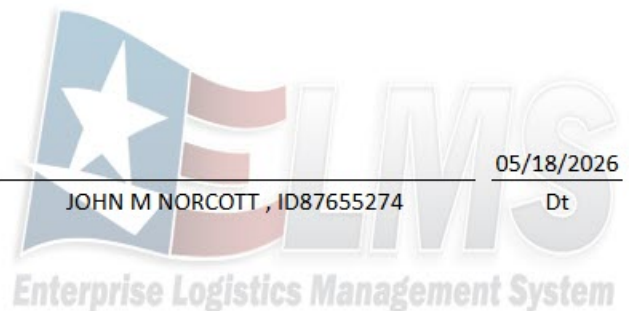 ELMS
05/18/2026
JOHN M NORCOTT , ID87655274
Dt
Enterprise Logistics Management System